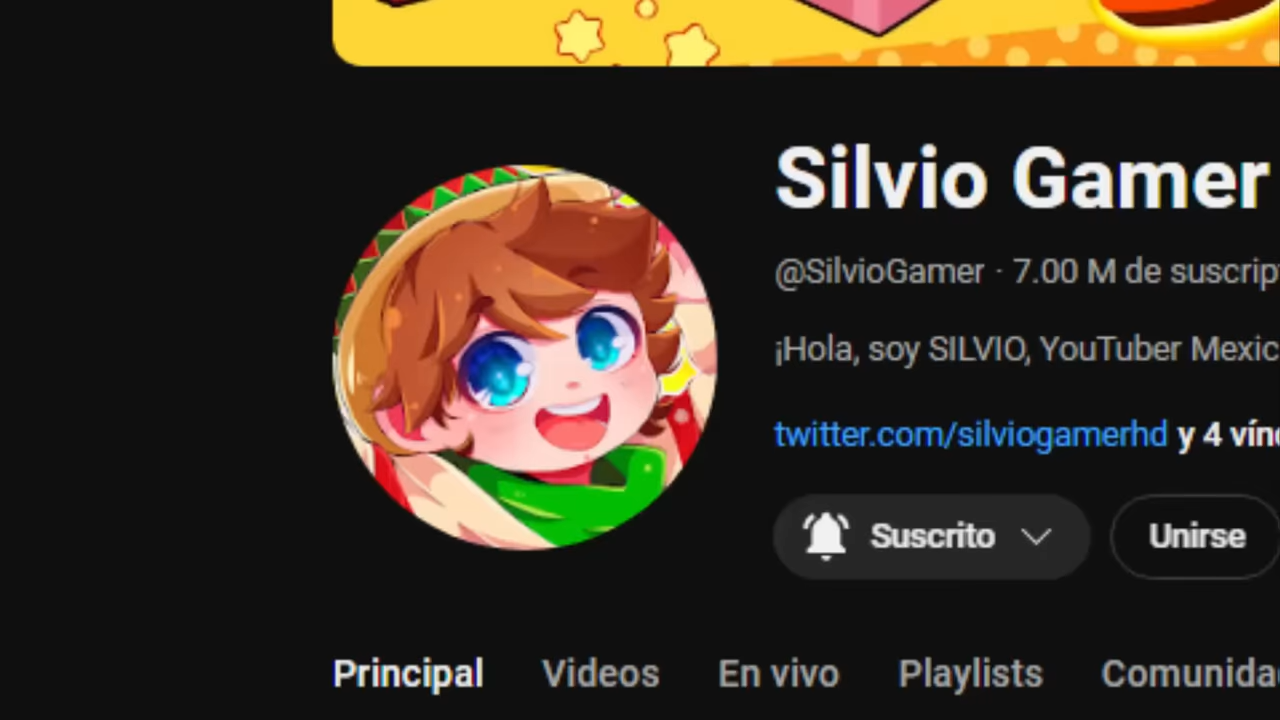 Silvio Gamer
@SilvioGamer · 7.00 M de suscrip
¡Hola, soy SILVIO, YouTuber Mexic
twitter.com/silviogamerhd y 4 vínc
Suscrito
Unirse
Principal Videos En vivo Playlists Comunida